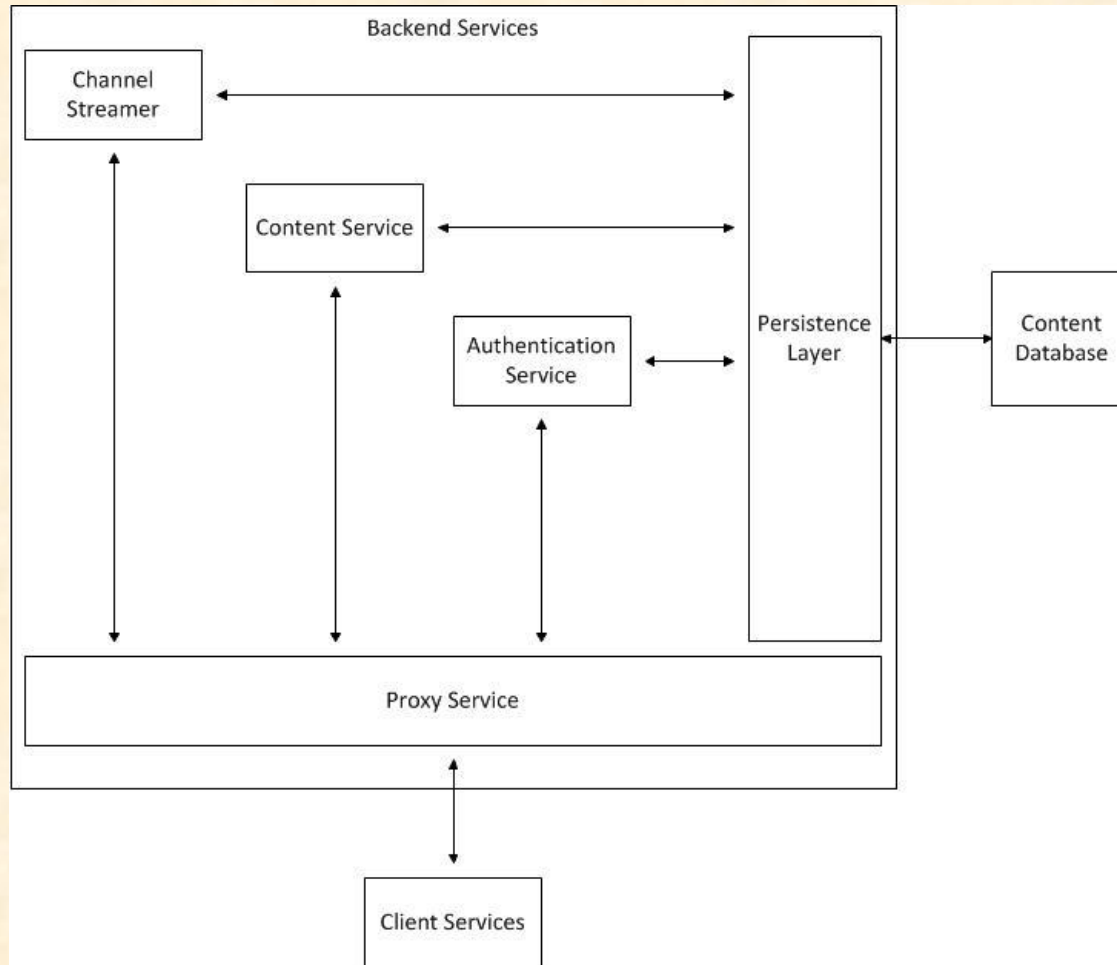 Backend Services
Channel
Streamer
Content Service
Authentication
Service
Persistence
Layer
Content
Database
Proxy Service
Client Services